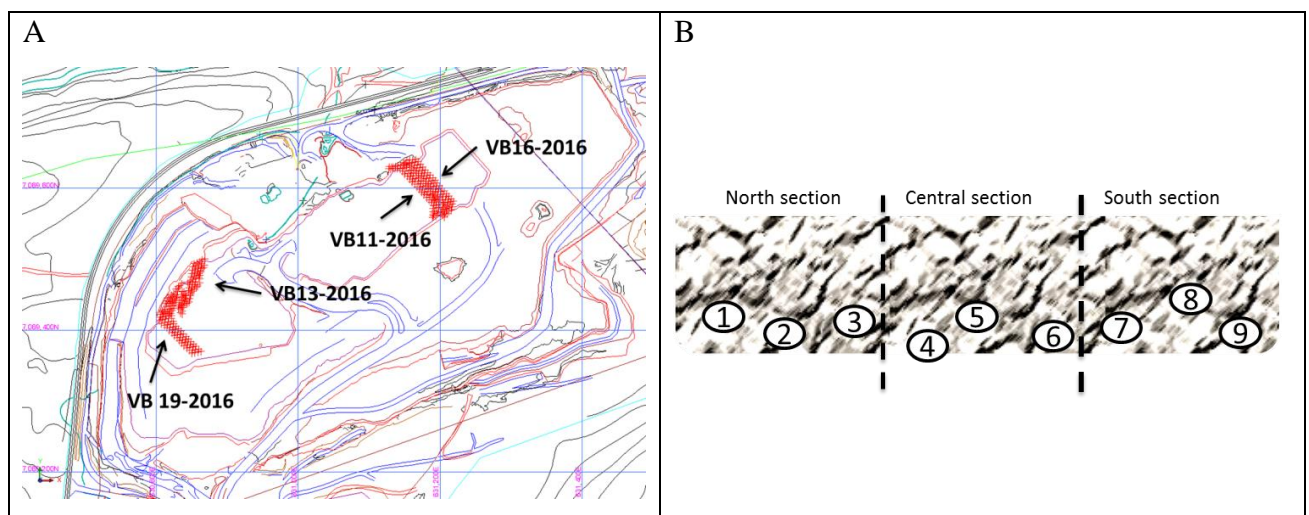 A
VB16-2016
VB11-2016
VB13-2016
VB 19-2016
B
North section
Central section
South section
1
2
3
4
5
6
7
8
9